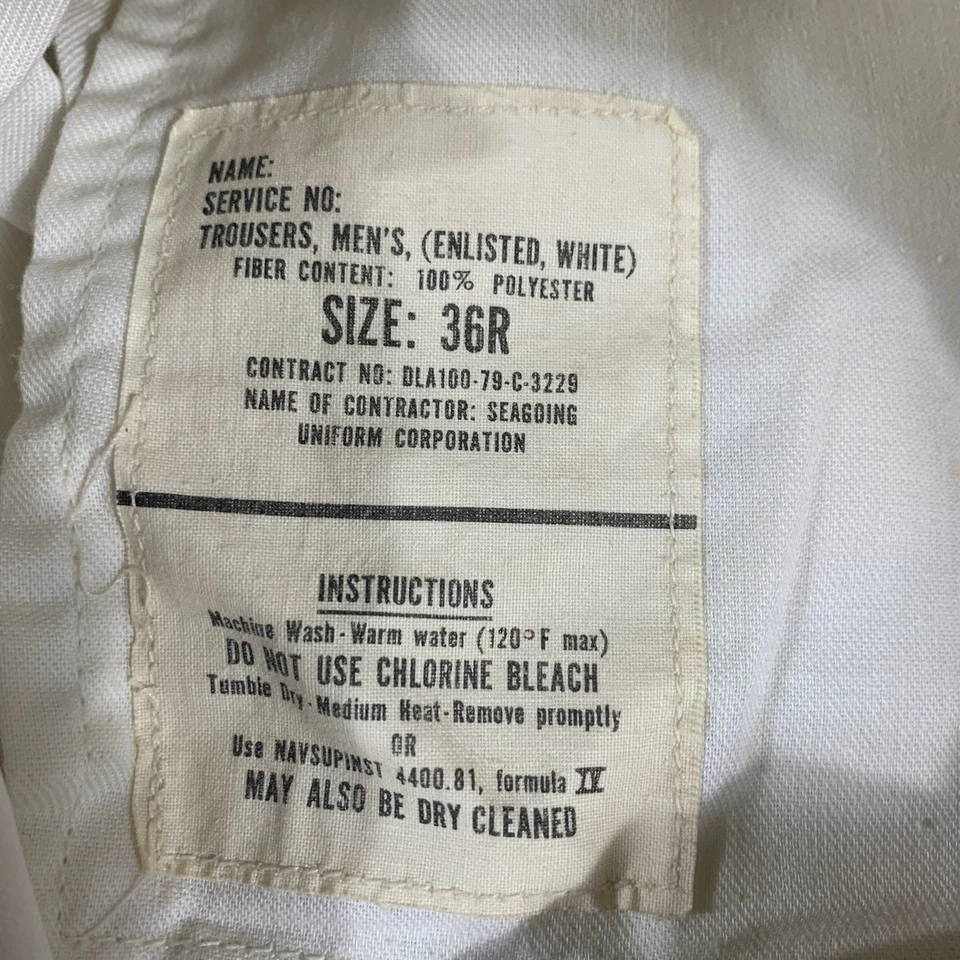 NAME:
SERVICE NO:
TROUSERS, MEN'S, (ENLISTED, WHITE)
FIBER CONTENT: 100% POLYESTER
SIZE: 36R
CONTRACT NO: DLA100-79-C-3229
NAME OF CONTRACTOR: SEAGOING
UNIFORM CORPORATION
INSTRUCTIONS
Machine Wash-Warm water (120°F max)
DO NOT USE CHLORINE BLEACH
Tumble Dry-Medium Heat-Remove promptly
OR
Use NAVSUPINST 4400.81, formula IV
MAY ALSO BE DRY CLEANED